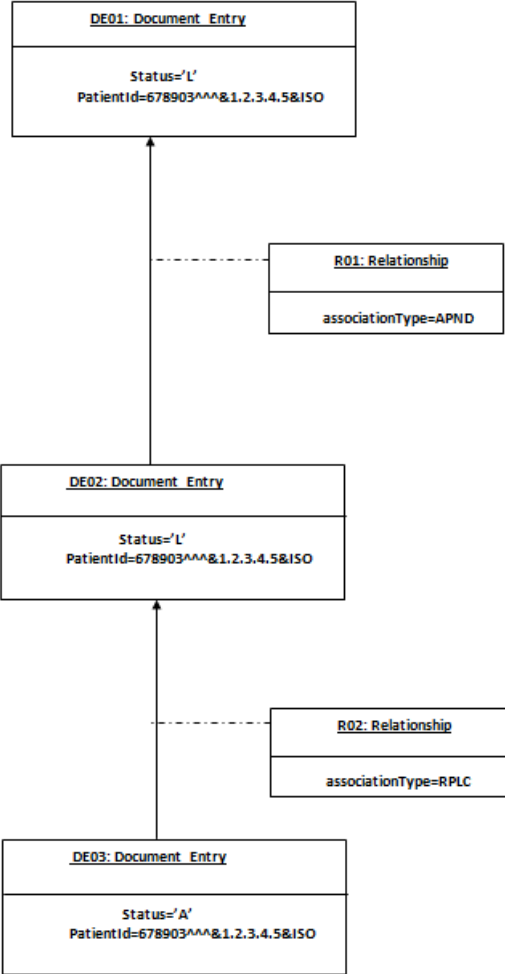 DE01: Document_Entry
Status='L'
PatientId=678903^^^&1.2.3.4.5&ISO
R01: Relationship
associationType=APND
DE02: Document_Entry
Status='L'
PatientId=678903^^^&1.2.3.4.5&ISO
R02: Relationship
associationType=RPLC
DE03: Document_Entry
Status='A'
PatientId=678903^^^&1.2.3.4.5&ISO